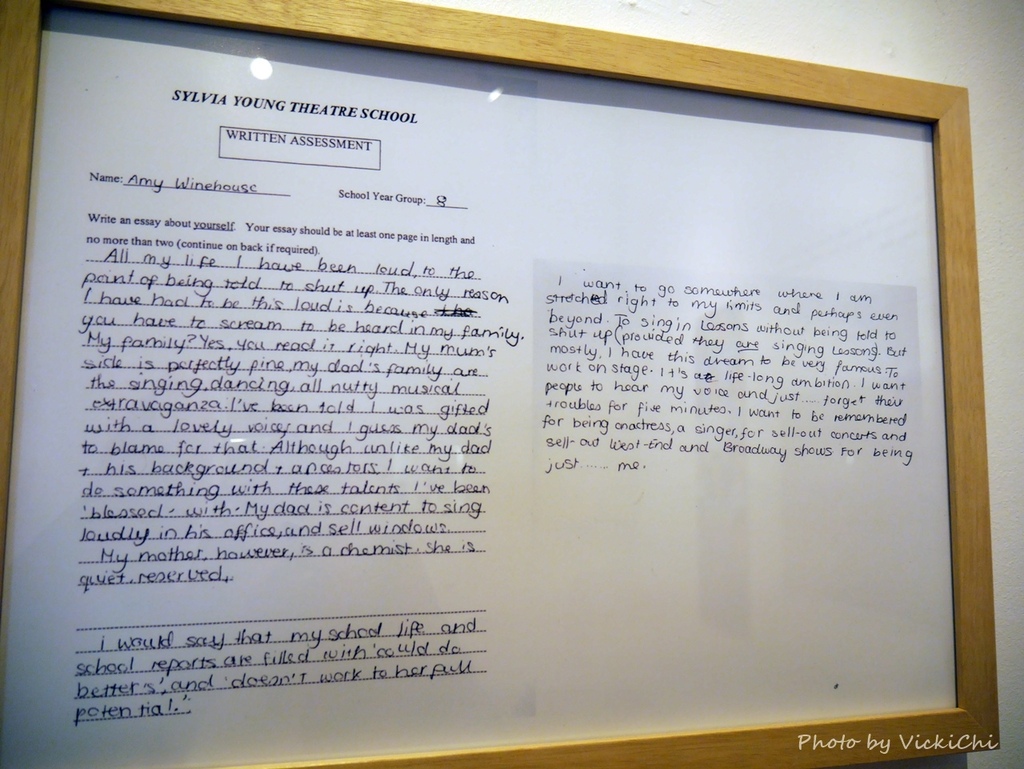 SYLVIA YOUNG THEATRE SCHOOL
WRITTEN ASSESSMENT
Name: Amy Winehouse
School Year Group: 8
Write an essay about yourself. Your essay should be at least one page in length and
no more than two (continue on back if required).
All my life I have been loud, to the
point of being told to shut up. The only reason
I have had to be this loud is because the
you have to scream to be heard in my family.
My family? Yes, you read it right. My mum's
side is perfectly fine, my dad's family are
the singing, dancing, all nutty musical
extravaganza. I've been told I was gifted
with a lovely voice, and I guess my dad's
to blame for that. Although unlike my dad
+ his background + ancestors, I want to
do something with these talents I've been
'blessed' with. My dad is content to sing
loudly in his office, and sell windows.
My mother, however, is a chemist. She is
quiet, reserved,
I would say that my school life and
school reports are filled with 'could do
better's', and 'doesn't work to her full
potential.'
I want to go somewhere where I am
stretched right to my limits and perhaps even
beyond. To sing in lessons without being told to
shut up (provided they are singing lessons). But
mostly, I have this dream to be very famous. To
work on stage. It's a life-long ambition. I want
people to hear my voice and just..... forget their
troubles for five minutes. I want to be remembered
for being an actress, a singer, for sell-out concerts and
sell-out West-End and Broadway shows. For being
just ...... me.
Photo by VickiChi